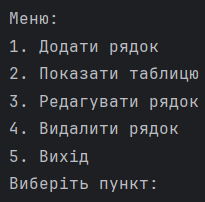 Меню:
1. Додати рядок
2. Показати таблицю
3. Редагувати рядок
4. Видалити рядок
5. Вихід
Виберіть пункт: